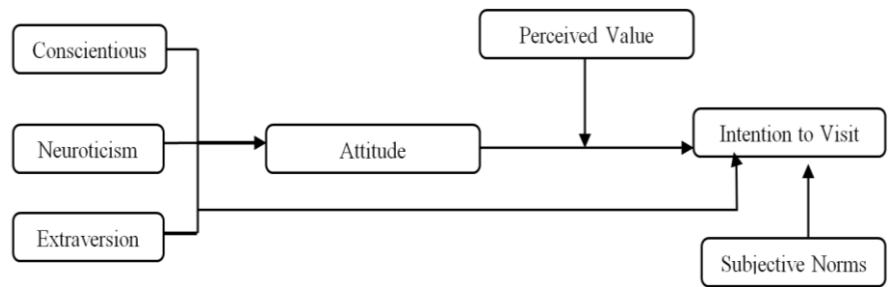 Perceived Value
Conscientious
Neuroticism
Attitude
Intention to Visit
Extraversion
Subjective Norms